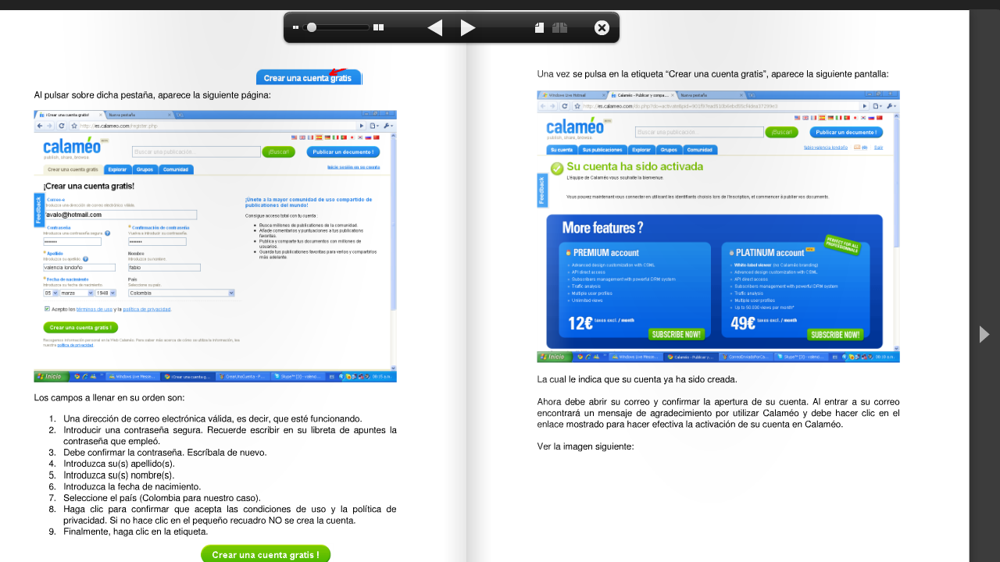 Crear una cuenta gratis
Al pulsar sobre dicha pestaña, aparece la siguiente página:
¡Crear una cuenta gratis!
Nueva pestaña
http://es.calameo.com/register.php
calaméo
publish, share, browse.
Buscar una publicación...
¡Buscar!
Publicar un documente !
Crear una cuenta gratis
Explorar
Grupos
Comunidad
Inicie sesión en su cuenta
¡Crear una cuenta gratis!
Feedback
Correo-e
Introduzca una dirección de correo electrónico válida.
favalo@hotmail.com
Contraseña
Introduzca una contraseña segura.
Confirmación de contraseña
Vuelva a introducir su contraseña.
Apellido
Introduzca su apellido.
valencia londoño
Nombre
Introduzca su nombre.
fabio
Fecha de nacimiento
Introduzca su fecha de nacimiento.
05 marzo 1948
País
Seleccione su país.
Colombia
Acepto los términos de uso y la política de privacidad.
Crear una cuenta gratis !
Recogemos información personal en la Web Calaméo. Para saber más acerca de cómo se utiliza la información, lea
nuestra política de privacidad.
¡Únete a la mayor comunidad de uso compartido de
publicaciones del mundo!
Consigue acceso total con tu cuenta:
Busca millones de publicaciones de la comunidad.
Añade comentarios y puntuaciones a tus publications
favoritas.
Publica y comparte tus documentos con millones de
usuarios.
Guarda tus publicationes favoritas para verlos y compartirlos
más adelante.
Inicio
Windows Live Messe...
¡Crear una cuenta g...
CrearUnaCuenta - P...
Skype™ [3] - valenci...
08:15 a.m.
Los campos a llenar en su orden son:
1. Una dirección de correo electrónica válida, es decir, que esté funcionando.
2. Introducir una contraseña segura. Recuerde escribir en su libreta de apuntes la
contraseña que empleó.
3. Debe confirmar la contraseña. Escríbala de nuevo.
4. Introduzca su(s) apellido(s).
5. Introduzca su(s) nombre(s).
6. Introduzca la fecha de nacimiento.
7. Seleccione el país (Colombia para nuestro caso).
8. Haga clic para confirmar que acepta las condiciones de uso y la política de
privacidad. Si no hace clic en el pequeño recuadro NO se crea la cuenta.
9. Finalmente, haga clic en la etiqueta.
Crear una cuenta gratis !
Una vez se pulsa en la etiqueta “Crear una cuenta gratis”, aparece la siguiente pantalla:
Windows Live Hotmail
Calaméo - Publicar y compa...
Nueva pestaña
calaméo
publish, share, browse.
Buscar una publicación...
¡Buscar!
Publicar un documente !
Su cuenta
Sus publicaciones
Explorar
Grupos
Comunidad
fabio valencia londoño
(0)
Salir
Feedback
Su cuenta ha sido activada
L'équipe de Calaméo vous souhaite la bienvenue.
Vous pouvez maintenant vous connecter en utilisant les identifiants choisis lors de l'inscription, et commencer à publier vos documents.
More features ?
PREMIUM account
Advanced design customization with CSML
API direct access
Subscribers management with powerful DRM system
Traffic analysis
Multiple user profiles
Unlimited views
12€ taxes excl. / month
SUBSCRIBE NOW!
PERFECT FOR ALL
PROFESSIONNALS
PLATINUM account
White-label viewer (no Calaméo branding)
Advanced design customization with CSML
API direct access
Subscribers management with powerful DRM system
Traffic analysis
Multiple user profiles
Up to 50.000 views per month*
49€ taxes excl. / month
SUBSCRIBE NOW!
Inicio
Windows Live Messe...
Calaméo - Publicar y...
CorreoEnviadoPorCa...
Skype™ [3] - valenci...
08:19 a.m.
La cual le indica que su cuenta ya ha sido creada.
Ahora debe abrir su correo y confirmar la apertura de su cuenta. Al entrar a su correo
encontrará un mensaje de agradecimiento por utilizar Calaméo y debe hacer clic en el
enlace mostrado para hacer efectiva la activación de su cuenta en Calaméo.
Ver la imagen siguiente: